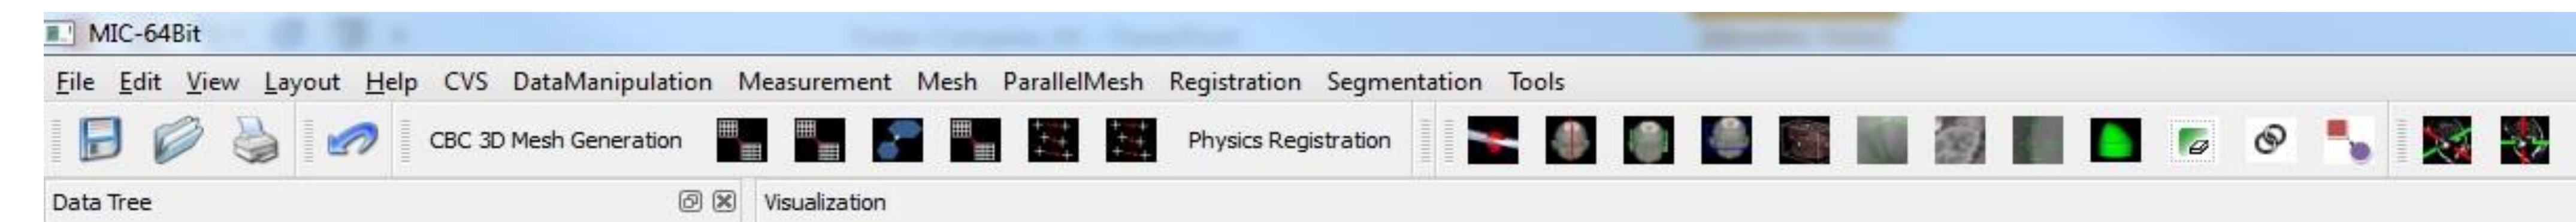 MIC-64Bit
File Edit View Layout Help CVS DataManipulation Measurement Mesh ParallelMesh Registration Segmentation Tools
CBC 3D Mesh Generation Physics Registration
Data Tree Visualization